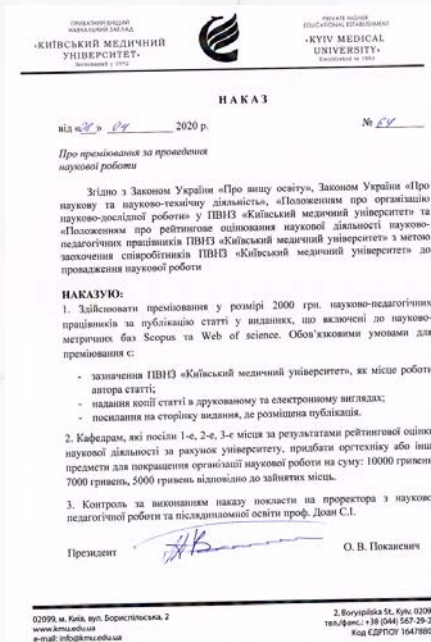 ПРИВАТНИЙ ВИЩИЙ
НАВЧАЛЬНИЙ ЗАКЛАД
«КИЇВСЬКИЙ МЕДИЧНИЙ
УНІВЕРСИТЕТ»
Заснований у 1992
PRIVATE HIGHER
EDUCATIONAL ESTABLISHMENT
«KYIV MEDICAL
UNIVERSITY»
Established in 1992
НАКАЗ
від « » 04 2020 р.
№ 64
Про преміювання за проведення
наукової роботи
Згідно з Законом України «Про вищу освіту», Законом України «Про
наукову та науково-технічну діяльність», «Положенням про організацію
науково-дослідної роботи» у ПВНЗ «Київський медичний університет» та
«Положенням про рейтингове оцінювання наукової діяльності науково-
педагогічних працівників ПВНЗ «Київський медичний університет» з метою
заохочення співробітників ПВНЗ «Київський медичний університет» до
провадження наукової роботи
НАКАЗУЮ:
1. Здійснювати преміювання у розмірі 2000 грн. науково-педагогічних
працівників за публікацію статті у виданнях, що включені до науково-
метричних баз Scopus та Web of science. Обов’язковими умовами для
преміювання є:
- зазначення ПВНЗ «Київський медичний університет», як місце роботи
автора статті;
- надання копії статті в друкованому та електронному виглядах;
- посилання на сторінку видання, де розміщена публікація.
2. Кафедрам, які посіли 1-е, 2-е, 3-є місця за результатами рейтингової оцінки
наукової діяльності за рахунок університету, придбати оргтехніку або інші
предмети для покращення організації наукової роботи на суму: 10000 гривень
7000 гривень, 5000 гривень відповідно до зайнятих місць.
3. Контроль за виконанням наказу покласти на проректора з науково
педагогічної роботи та післядипломної освіти проф. Доан С.І.
Президент
О. В. Поканевич
02099, м. Київ, вул. Бориспільська, 2
www.kmu.edu.ua
e-mail: info@kmu.edu.ua
2, Boryspilska St, Kyiv, 0209
тел./факс: +38 (044) 567-29-2
Код ЄДРПОУ 1647880